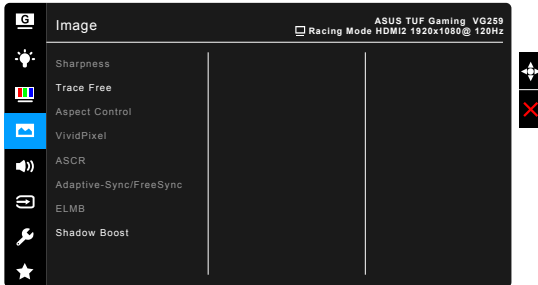 G
Image
ASUS TUF Gaming VG259
Racing Mode HDMI2 1920x1080@ 120Hz
Sharpness
Trace Free
Aspect Control
VividPixel
ASCR
Adaptive-Sync/FreeSync
ELMB
Shadow Boost